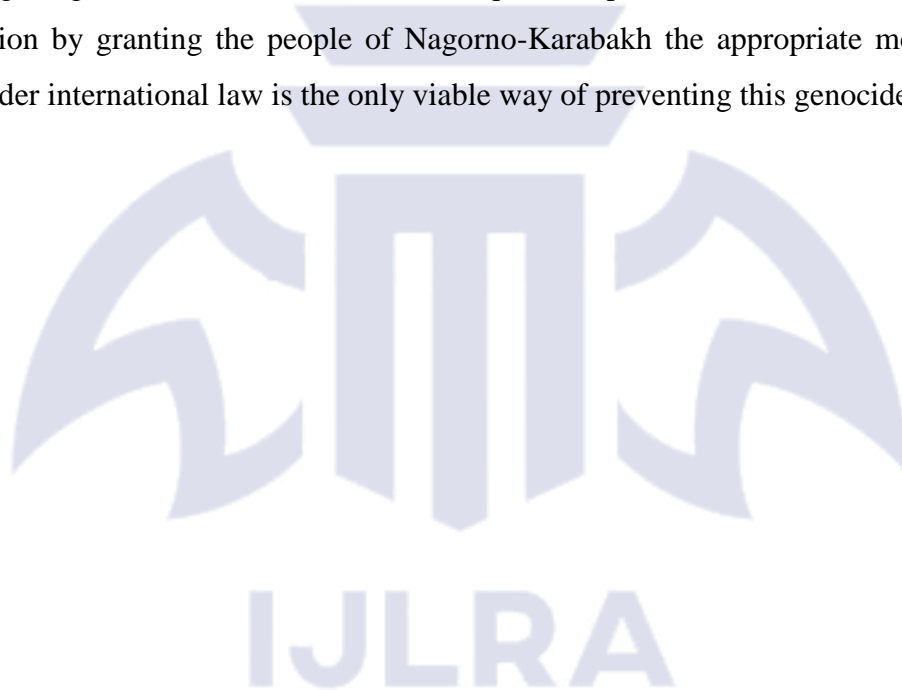 ion by granting the people of Nagorno-Karabakh the appropriate
der international law is the only viable way of preventing this genocide
IJLRA